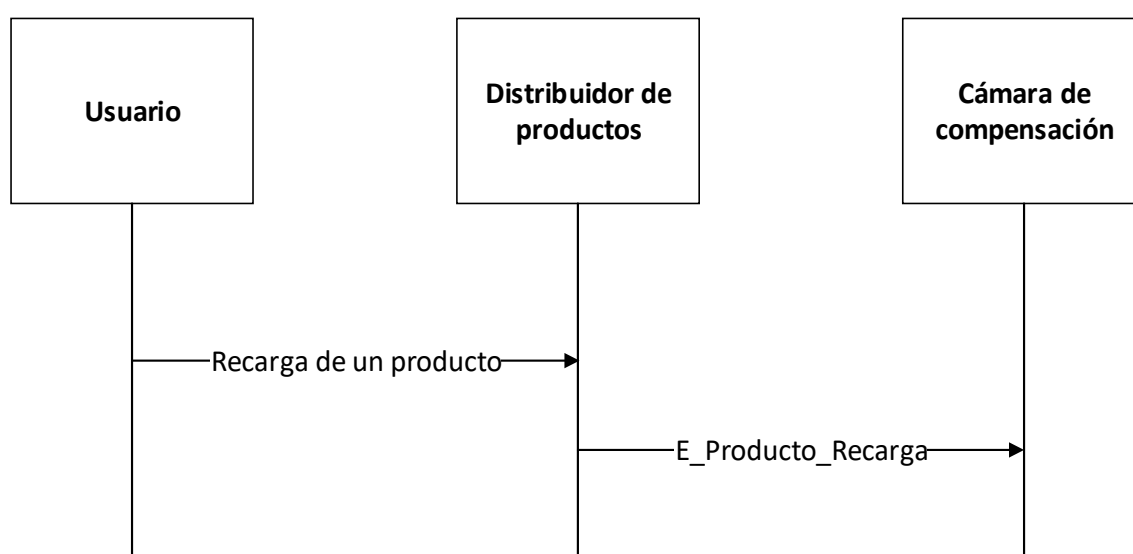 Usuario
Distribuidor de
productos
Cámara de
compensación
Recarga de un producto
E_Producto_Recarga